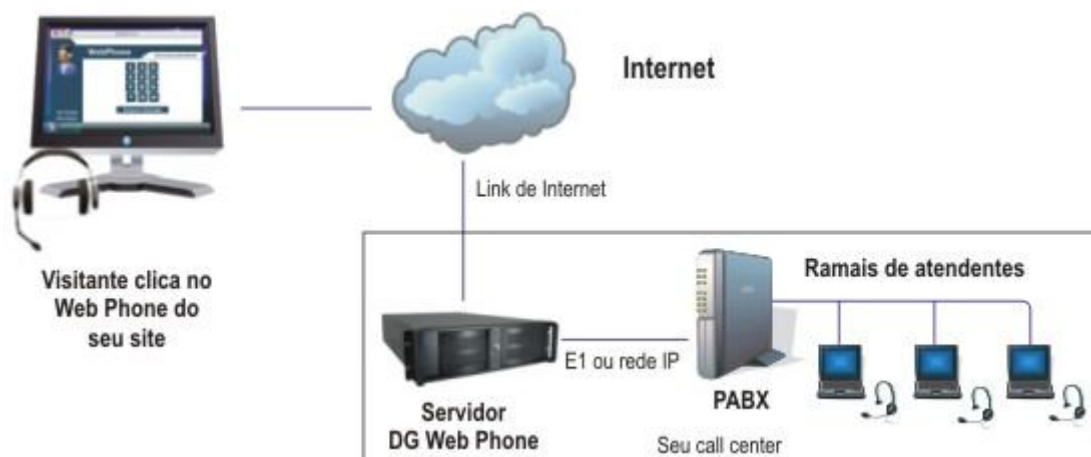 WebPhone
Internet
Link de Internet
Visitante clica no
Web Phone do
seu site
Ramais de atendentes
E1 ou rede IP
Servidor
DG Web Phone
PABX
Seu call center